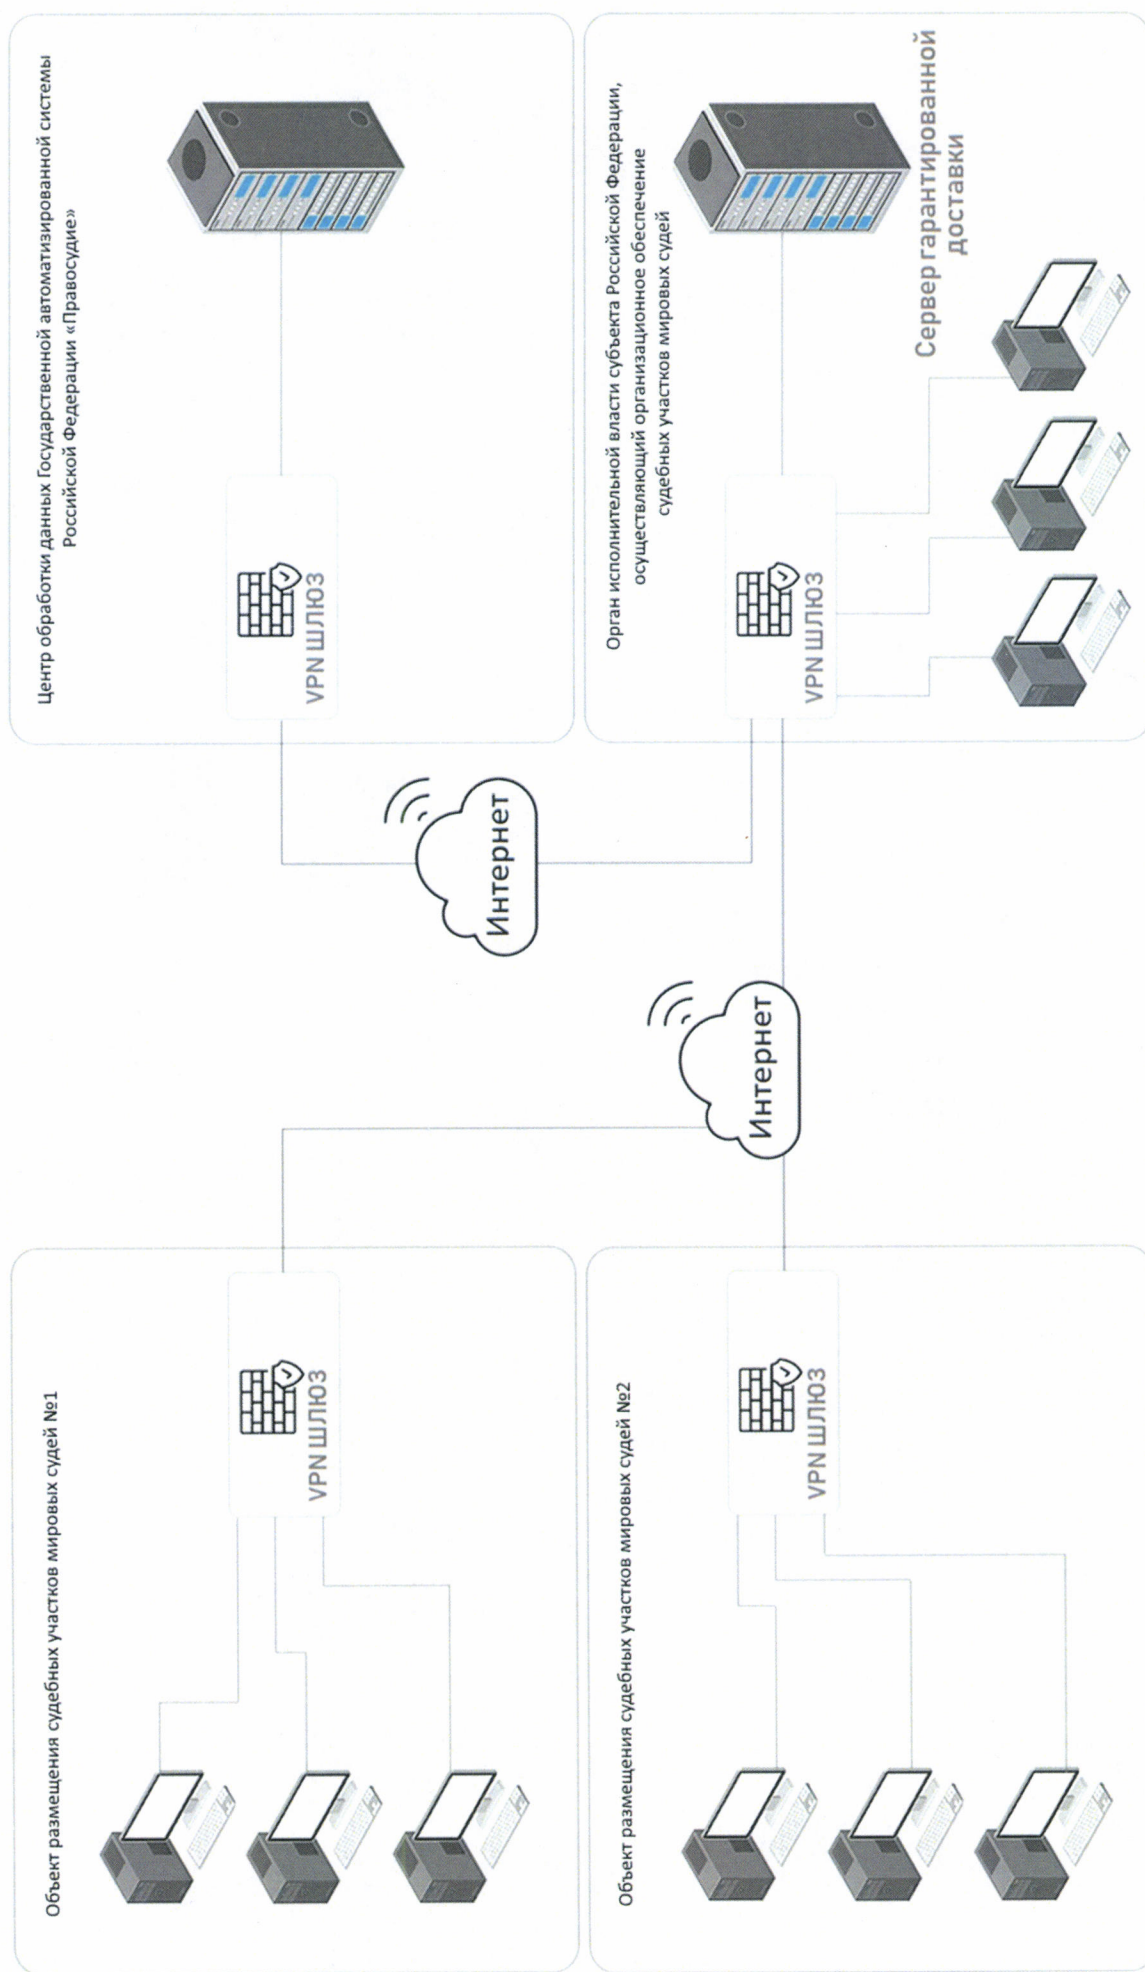 Объект размещения судебных участков мировых судей №1
VPN ШЛЮЗ
Объект размещения судебных участков мировых судей №2
VPN ШЛЮЗ
Интернет
Интернет
Центр обработки данных Государственной автоматизированной системы
Российской Федерации «Правосудие»
VPN ШЛЮЗ
Орган исполнительной власти субъекта Российской Федерации,
осуществляющий организационное обеспечение
судебных участков мировых судей
VPN ШЛЮЗ
Сервер гарантированной
доставки